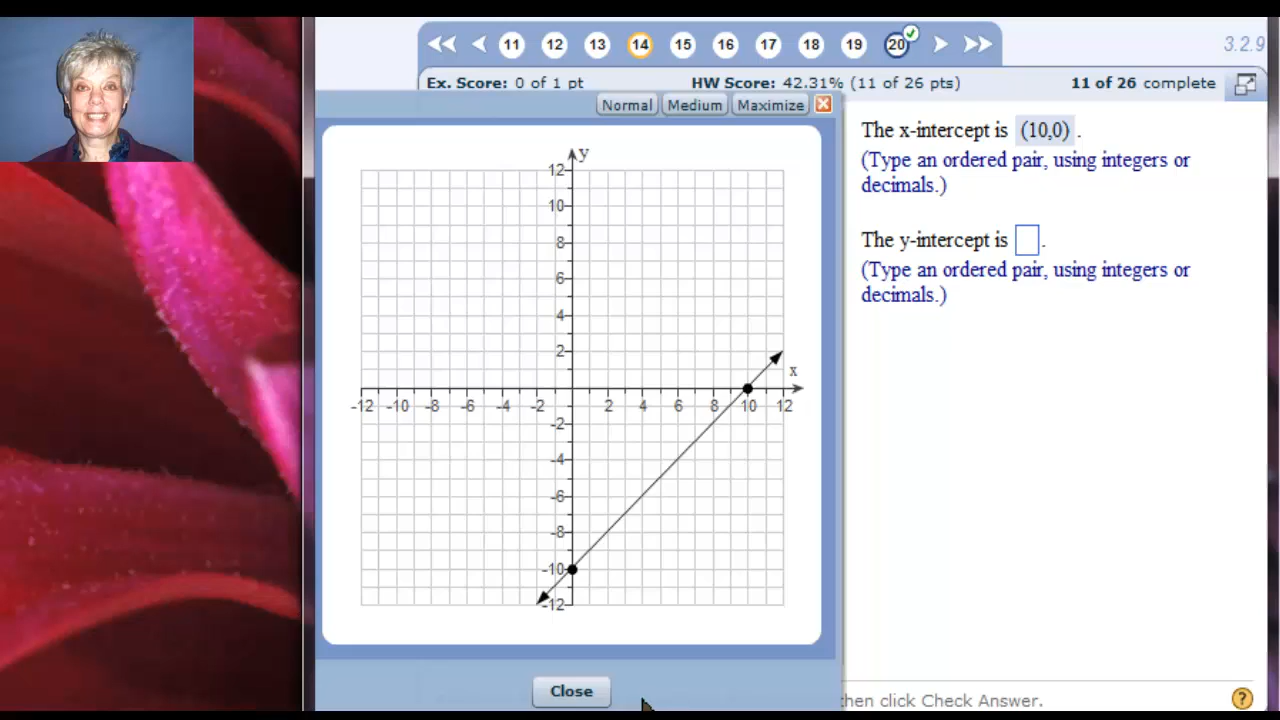 11 12 13 14 15 16 17 18 19 20
3.2.9
Ex. Score: 0 of 1 pt HW Score: 42.31% (11 of 26 pts) 11 of 26 complete
Normal Medium Maximize
The x-intercept is (10,0) .
(Type an ordered pair, using integers or
decimals.)
The y-intercept is .
(Type an ordered pair, using integers or
decimals.)
y
12
10
8
6
4
2
x
-12 -10 -8 -6 -4 -2 2 4 6 8 10 12
-2
-4
-6
-8
-10
-12
Close
then click Check Answer.
?